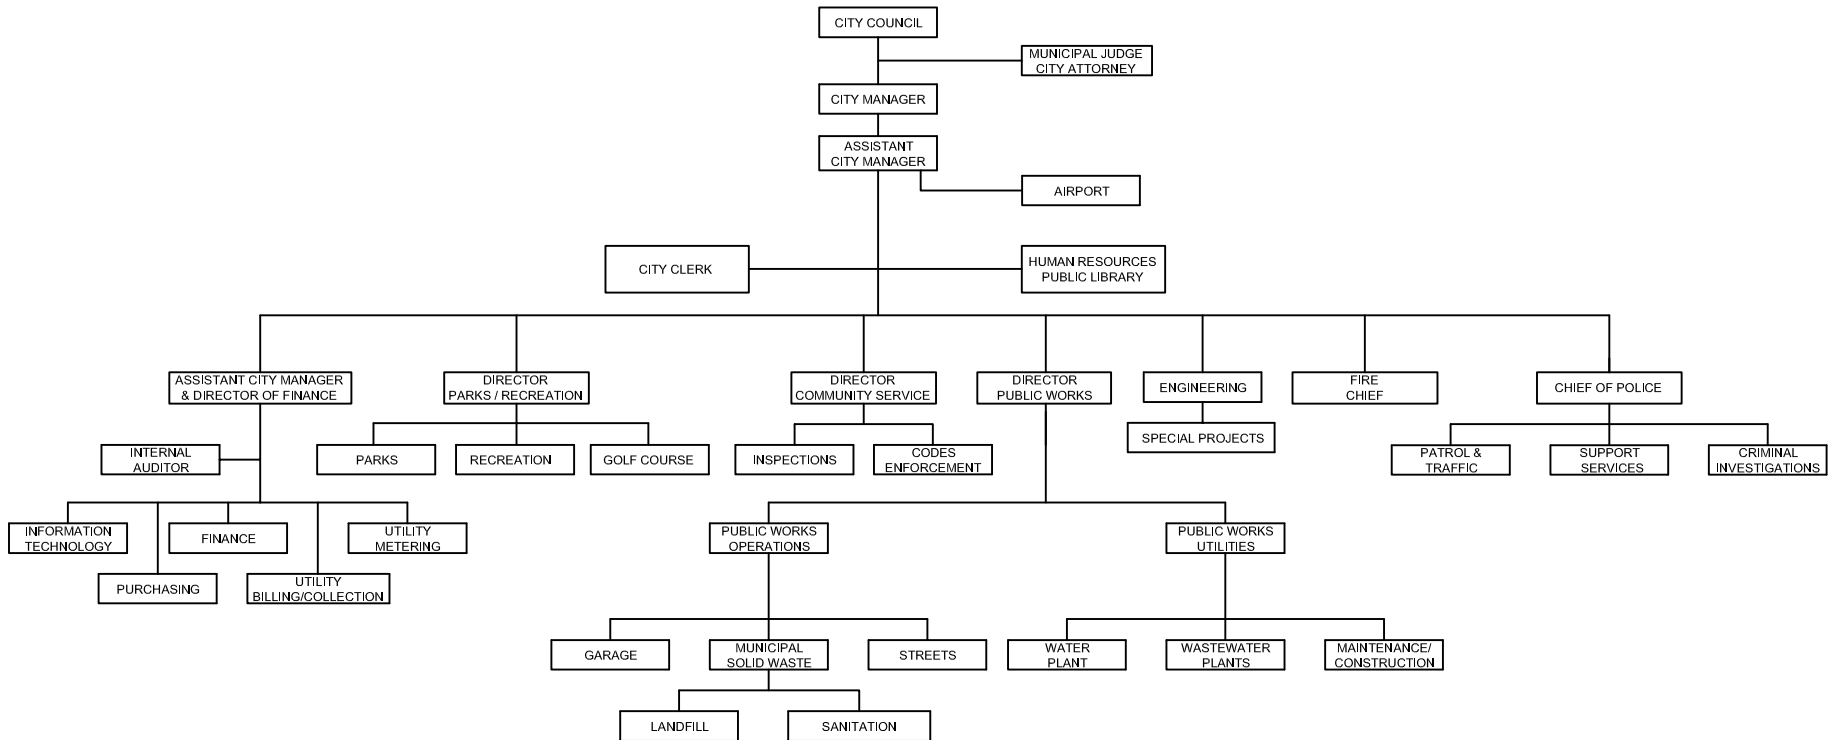 CITY COUNCIL
MUNICIPAL JUDGE
CITY ATTORNEY
CITY MANAGER
ASSISTANT
CITY MANAGER
AIRPORT
CITY CLERK
HUMAN RESOURCES
PUBLIC LIBRARY
ASSISTANT CITY MANAGER
& DIRECTOR OF FINANCE
DIRECTOR
PARKS / RECREATION
DIRECTOR
COMMUNITY SERVICE
DIRECTOR
PUBLIC WORKS
ENGINEERING
FIRE
CHIEF
CHIEF OF POLICE
SPECIAL PROJECTS
INTERNAL
AUDITOR
PARKS
RECREATION
GOLF COURSE
INSPECTIONS
CODES
ENFORCEMENT
PATROL &
TRAFFIC
SUPPORT
SERVICES
CRIMINAL
INVESTIGATIONS
INFORMATION
TECHNOLOGY
FINANCE
UTILITY
METERING
PURCHASING
UTILITY
BILLING/COLLECTION
PUBLIC WORKS
OPERATIONS
PUBLIC WORKS
UTILITIES
GARAGE
MUNICIPAL
SOLID WASTE
STREETS
WATER
PLANT
WASTEWATER
PLANTS
MAINTENANCE/
CONSTRUCTION
LANDFILL
SANITATION